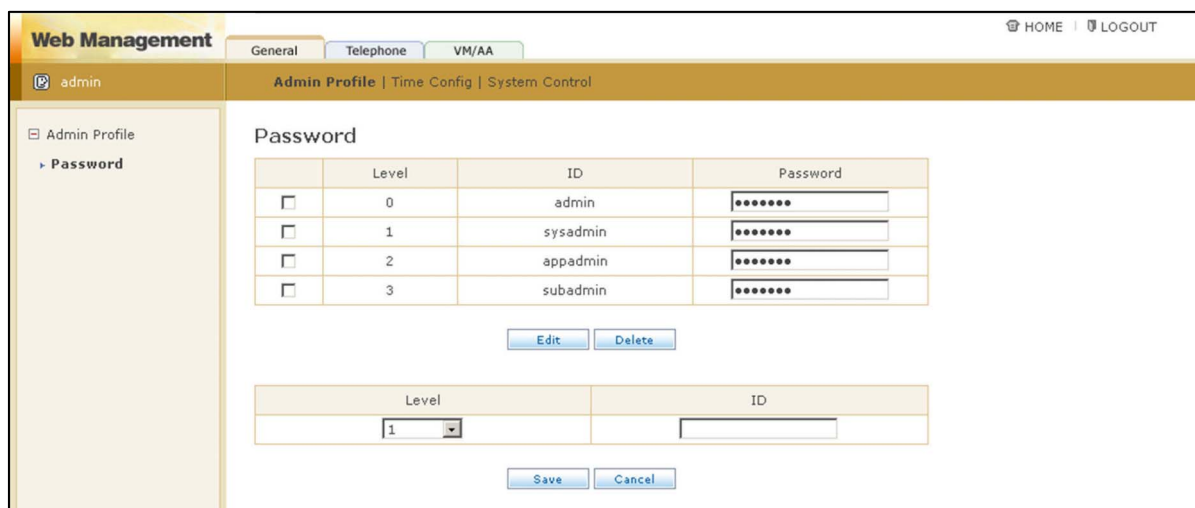 HOME | LOGOUT
Web Management
General Telephone VM/AA
admin
Admin Profile | Time Config | System Control
Admin Profile
Password
Password
Level ID Password
0 admin •••••••
1 sysadmin •••••••
2 appadmin •••••••
3 subadmin •••••••
Edit Delete
Level ID
1
Save Cancel